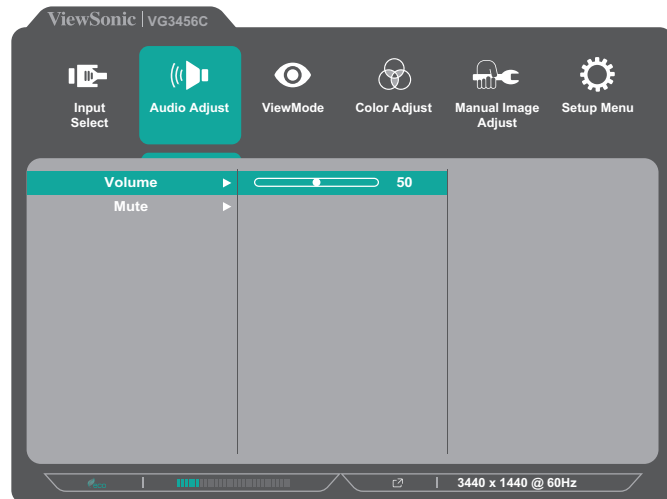 ViewSonic | VG3456C
Input
Select
Audio Adjust
ViewMode
Color Adjust
Manual Image
Adjust
Setup Menu
Volume
50
Mute
eco
3440 x 1440 @ 60Hz